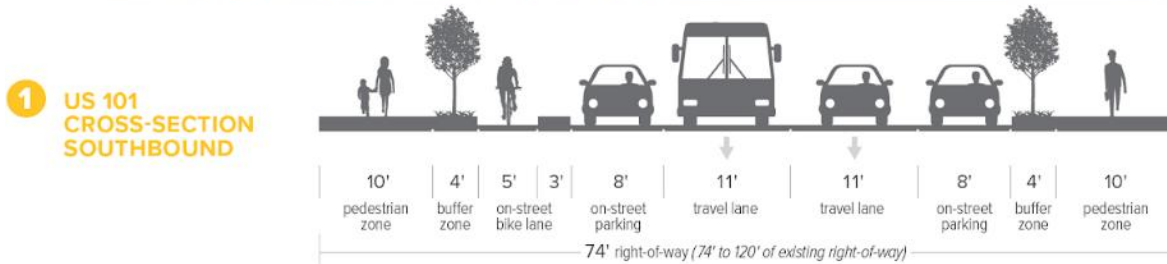 1
US 101
CROSS-SECTION
SOUTHBOUND
10' 4' 5' 3' 8' 11' 11' 8' 4' 10'
pedestrian zone buffer zone on-street bike lane on-street parking travel lane travel lane on-street parking buffer zone pedestrian zone
74' right-of-way (74' to 120' of existing right-of-way)